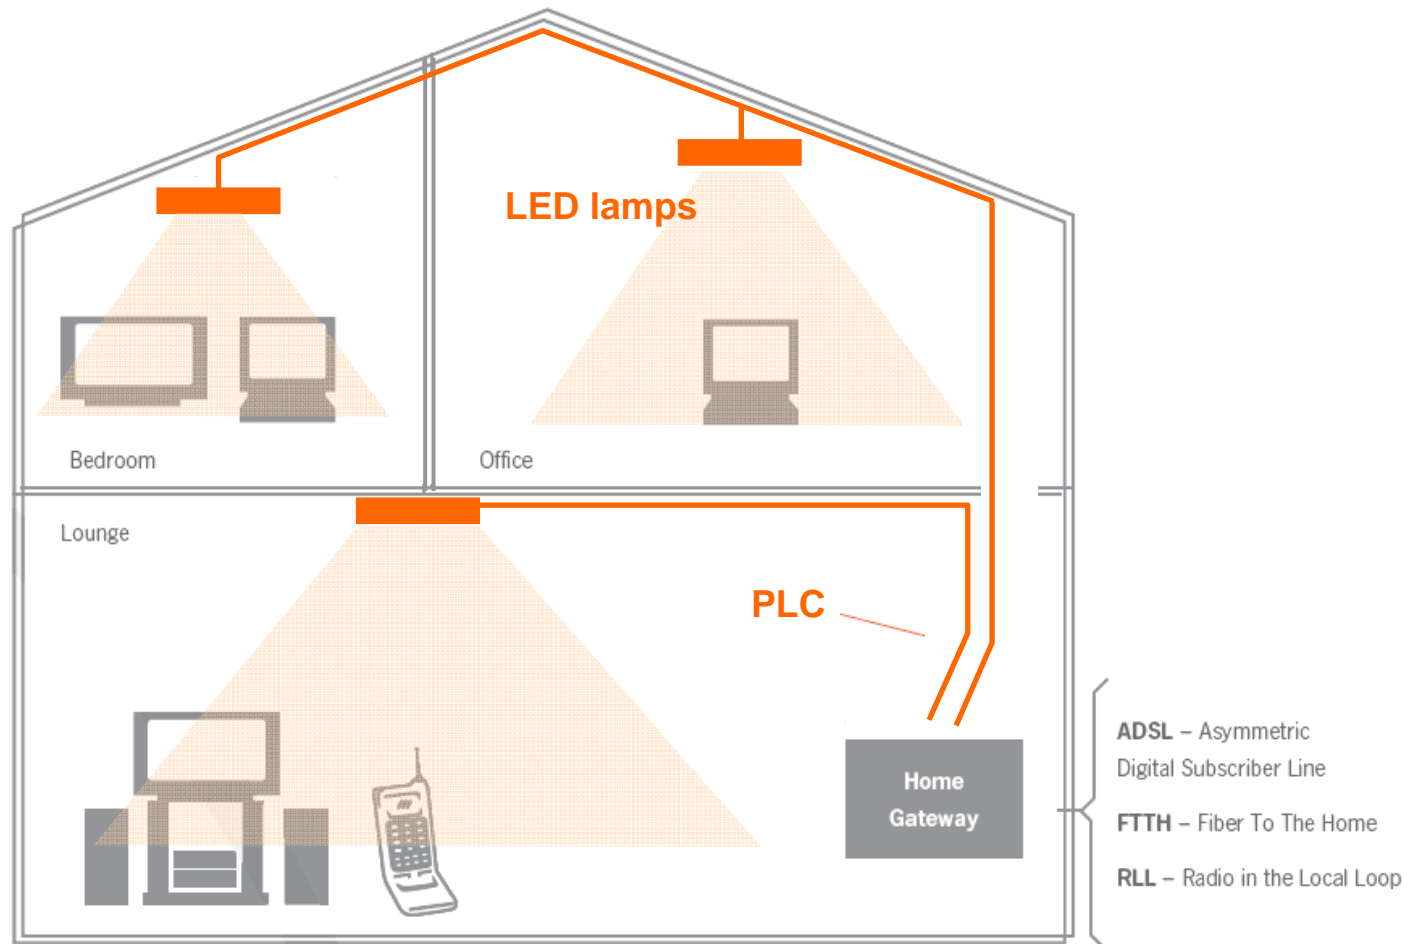 LED lamps
Bedroom
Office
Lounge
PLC
Home
Gateway
ADSL – Asymmetric
Digital Subscriber Line
FTTH – Fiber To The Home
RLL – Radio in the Local Loop